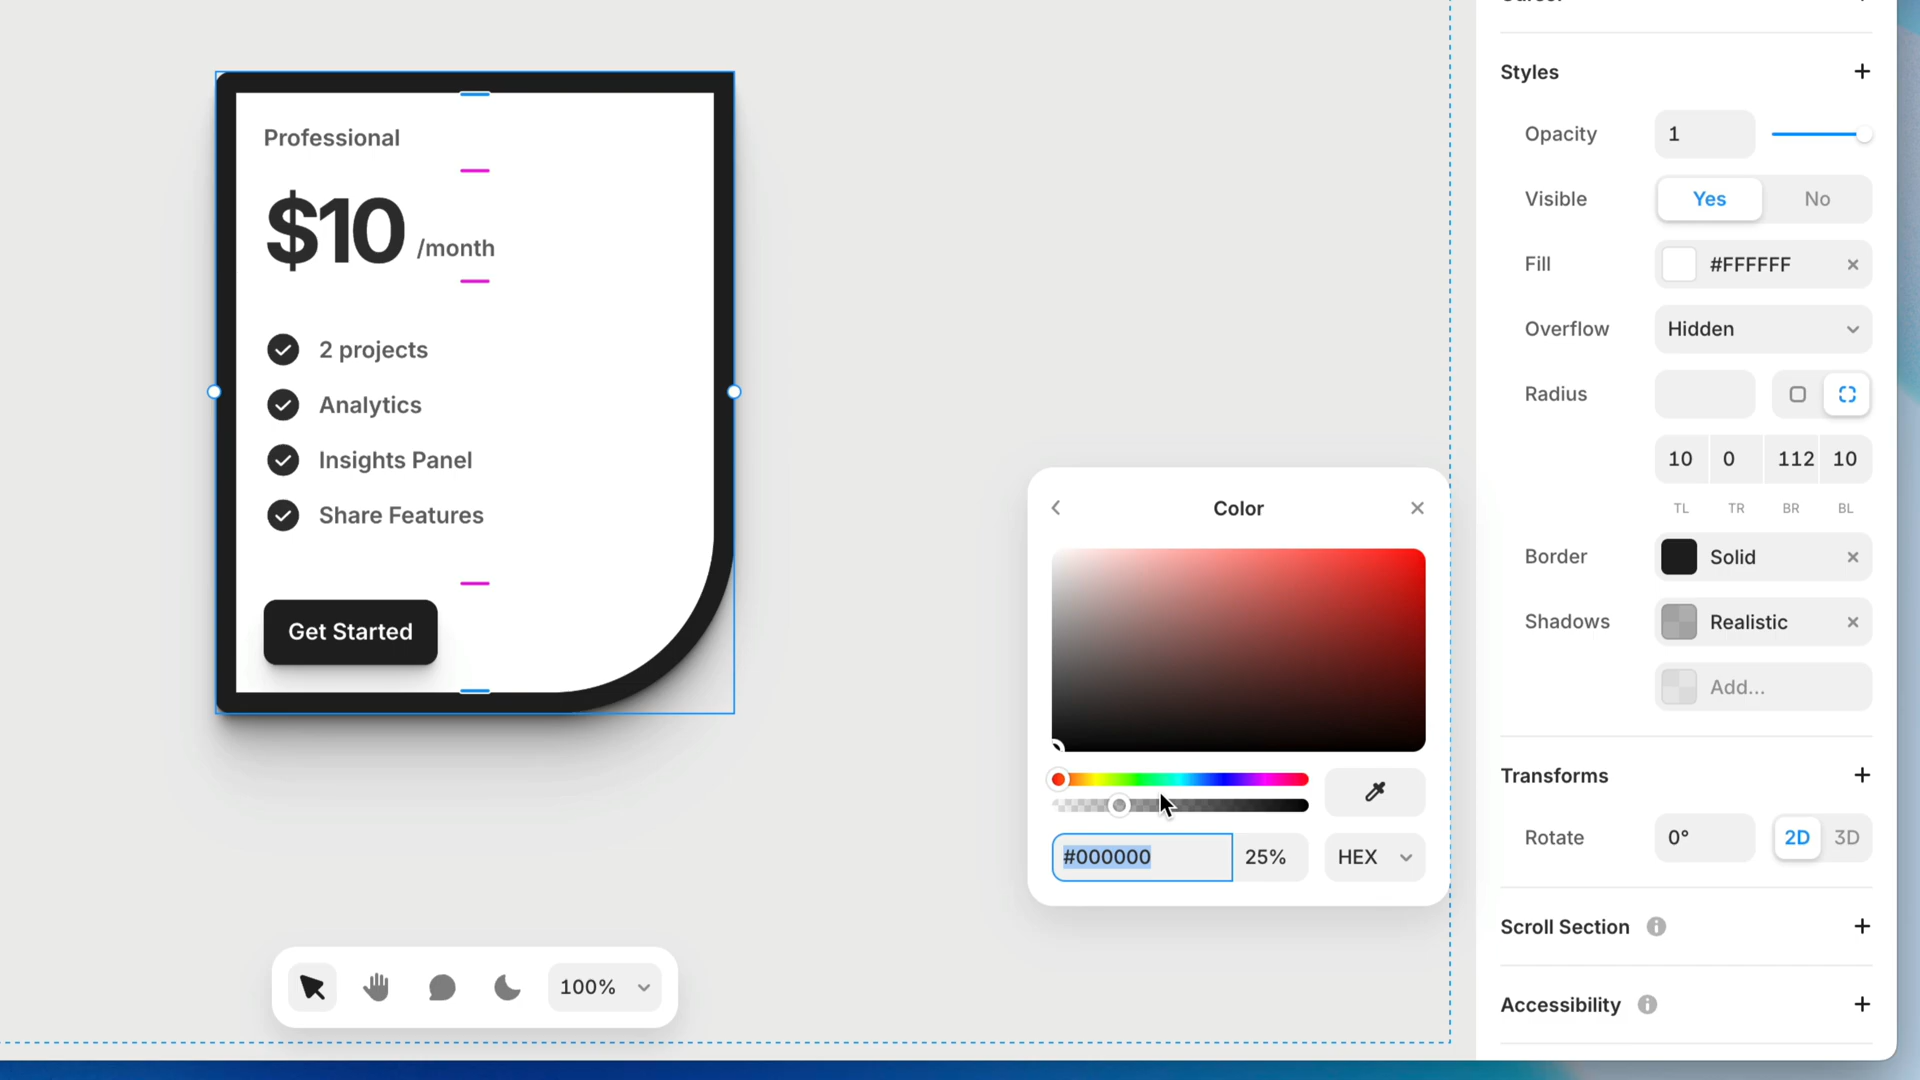 Professional
$10 /month
2 projects
Analytics
Insights Panel
Share Features
Get Started
100%
Color
#000000 25% HEX
Styles
Opacity 1
Visible Yes No
Fill #FFFFFF
Overflow Hidden
Radius
10 0 112 10
TL TR BR BL
Border Solid
Shadows Realistic
Add...
Transforms
Rotate 0° 2D 3D
Scroll Section
Accessibility